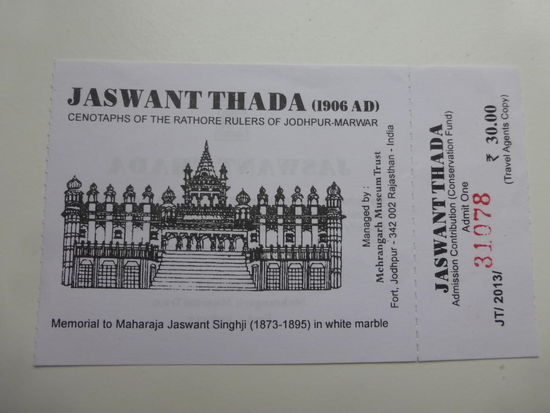 JASWANT THADA (1906 AD)
CENOTAPHS OF THE RATHORE RULERS OF JODHPUR-MARWAR
Memorial to Maharaja Jaswant Singhji (1873-1895) in white marble
Managed by :
Mehrangarh Museum Trust
Fort, Jodhpur - 342 002 Rajasthan - India
JASWANT THADA
Admission Contribution (Conservation Fund)
Admit One
31078
JT/ 2013/
₹ 30.00
(Travel Agents Copy)